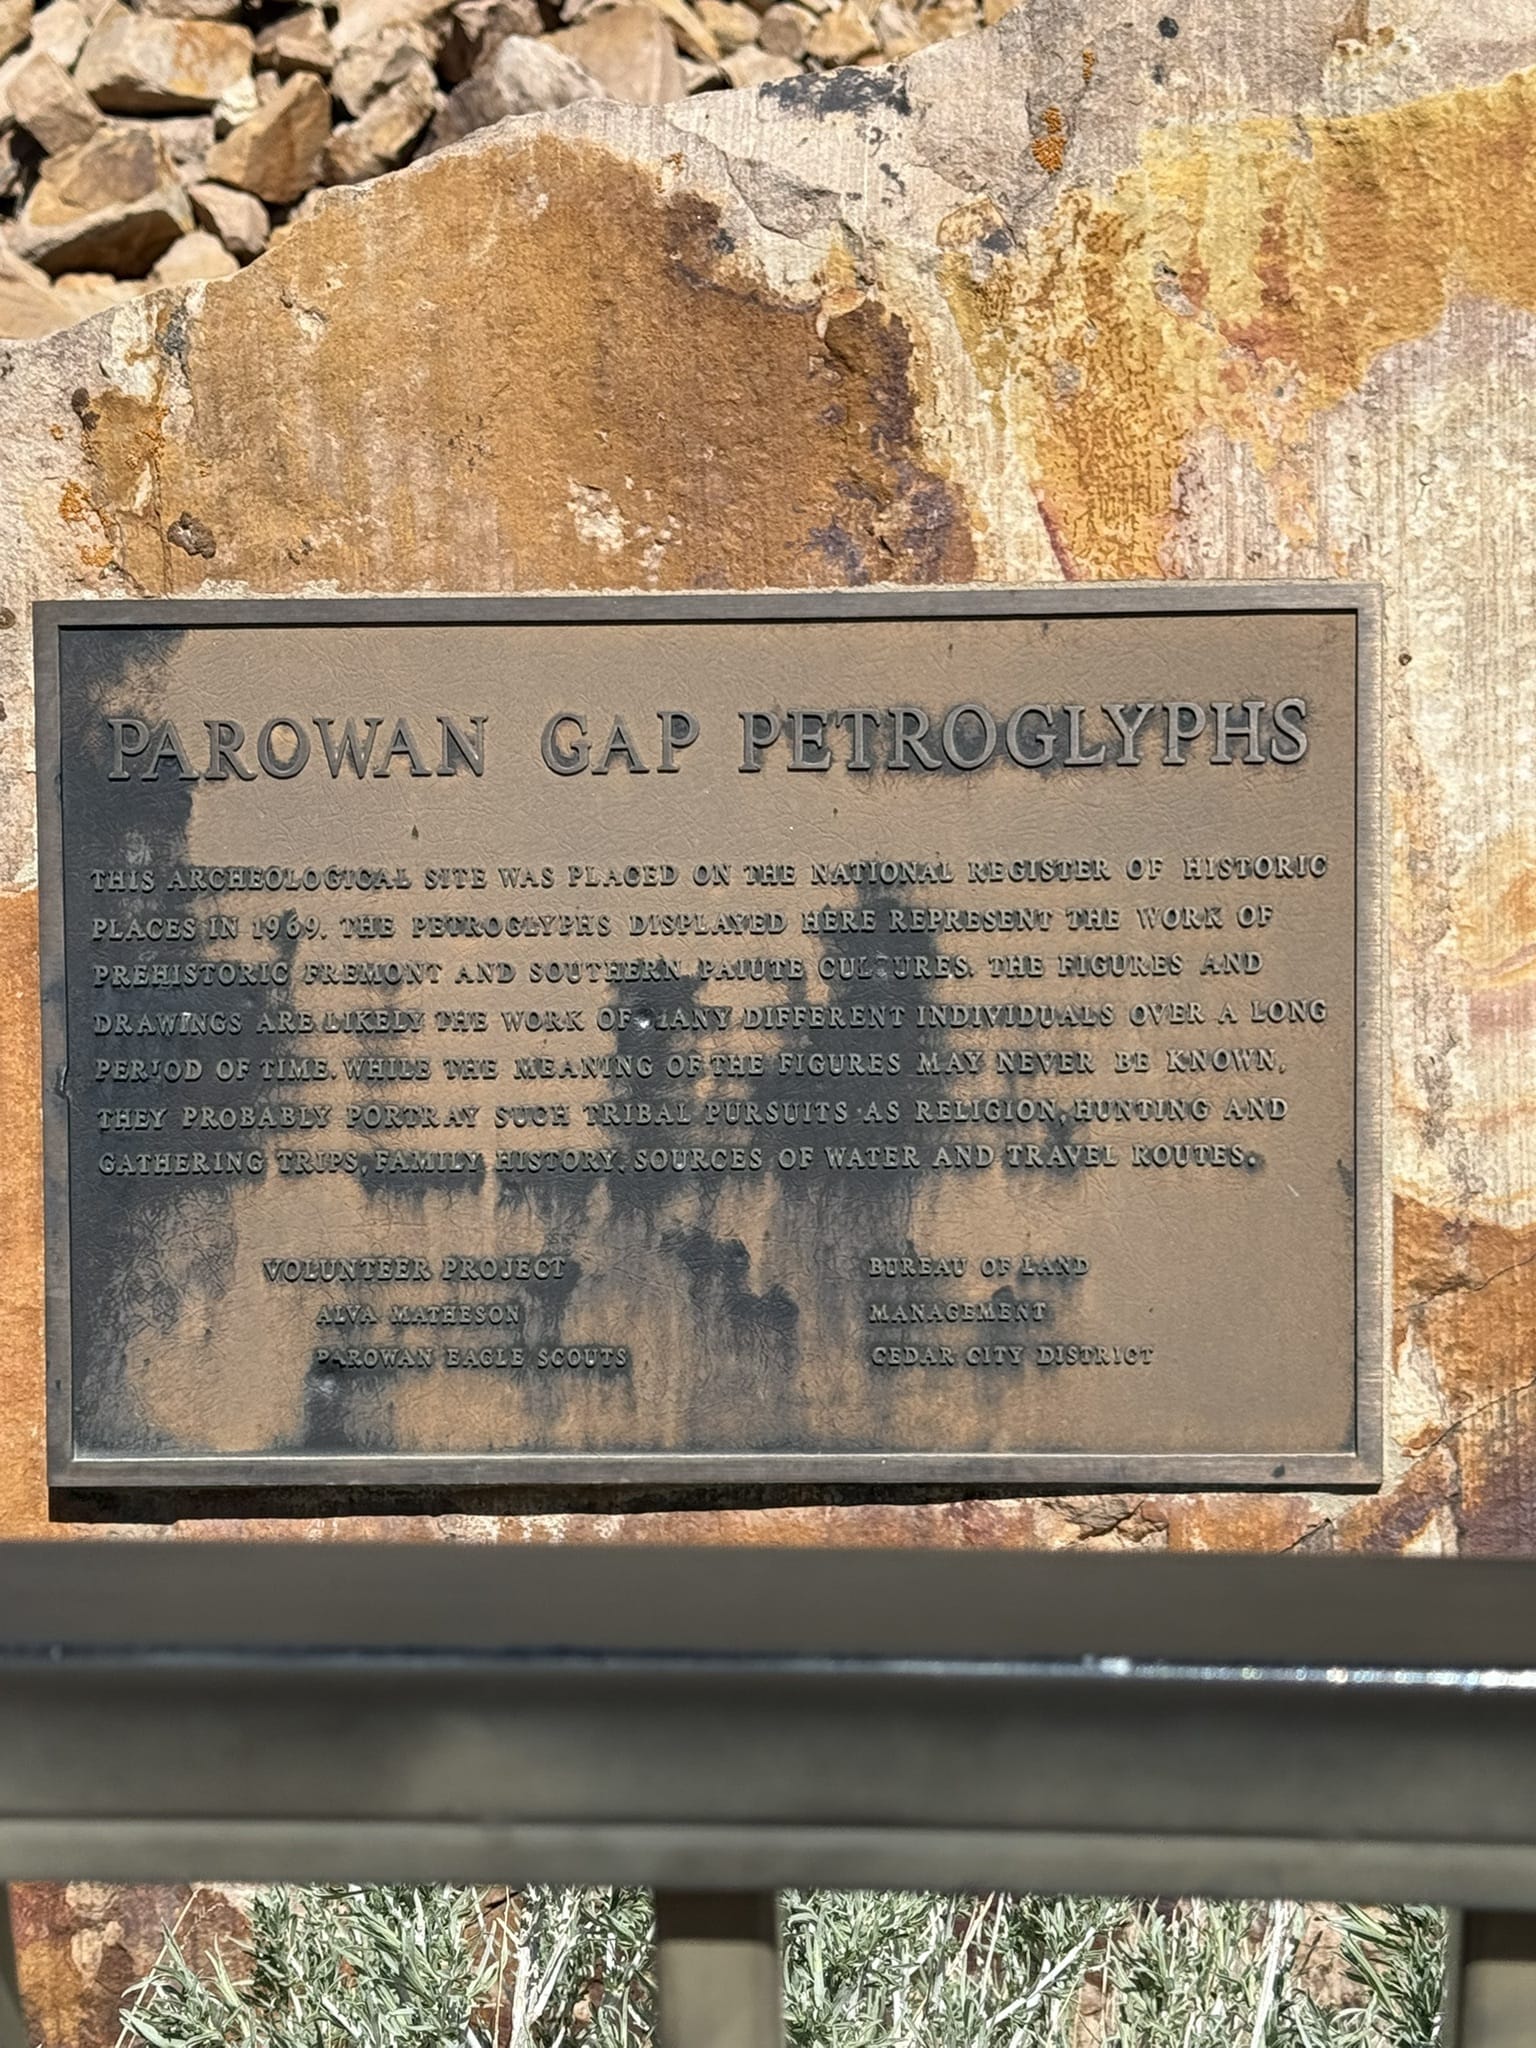 PAROWAN GAP PETROGLYPHS
THIS ARCHEOLOGICAL SITE WAS PLACED ON THE NATIONAL REGISTER OF HISTORIC
PLACES IN 1969. THE PETROGLYPHS DISPLAYED HERE REPRESENT THE WORK OF
PREHISTORIC FREMONT AND SOUTHERN PAIUTE CULTURES. THE FIGURES AND
DRAWINGS ARE LIKELY THE WORK OF MANY DIFFERENT INDIVIDUALS OVER A LONG
PERIOD OF TIME. WHILE THE MEANING OF THE FIGURES MAY NEVER BE KNOWN,
THEY PROBABLY PORTRAY SUCH TRIBAL PURSUITS AS RELIGION, HUNTING AND
GATHERING TRIPS, FAMILY HISTORY, SOURCES OF WATER AND TRAVEL ROUTES.
VOLUNTEER PROJECT
ALVA MATHESON
PAROWAN EAGLE SCOUTS
BUREAU OF LAND
MANAGEMENT
CEDAR CITY DISTRICT